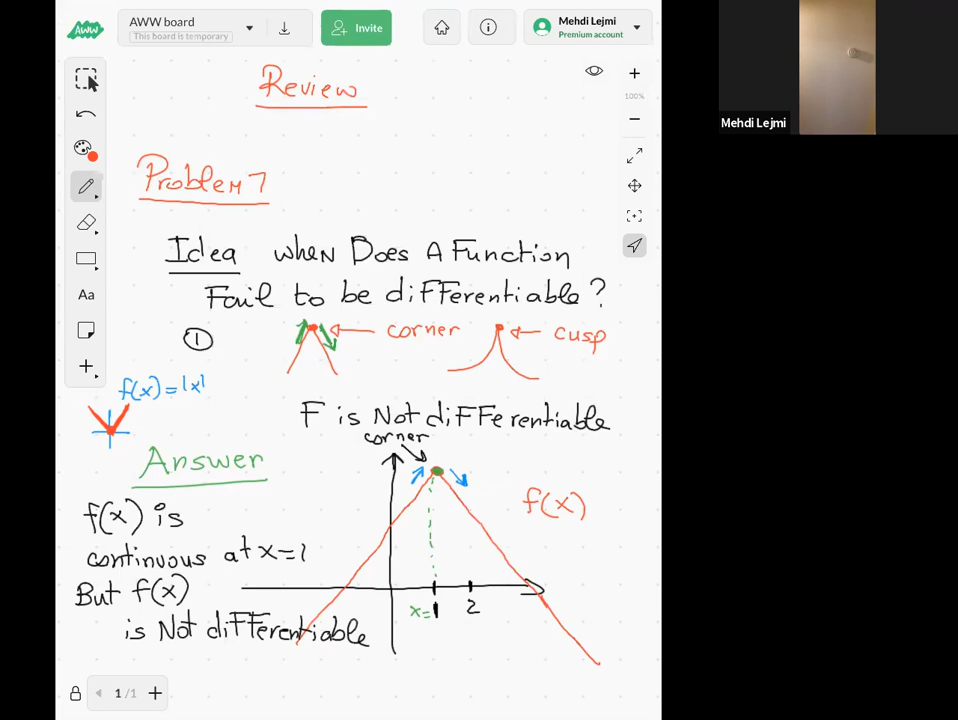 AWW
AWW board
This board is temporary
Invite
Mehdi Lejmi
Premium account
Mehdi Lejmi
100%
Review
Problem 7
Idea when Does A Function
Fail to be differentiable?
1
corner
cusp
f(x)=|x|
F is Not differentiable
corner
Answer
f(x)
f(x) is
continuous at x=1
But f(x)
is Not differentiable
x=1
2
Aa
1/1